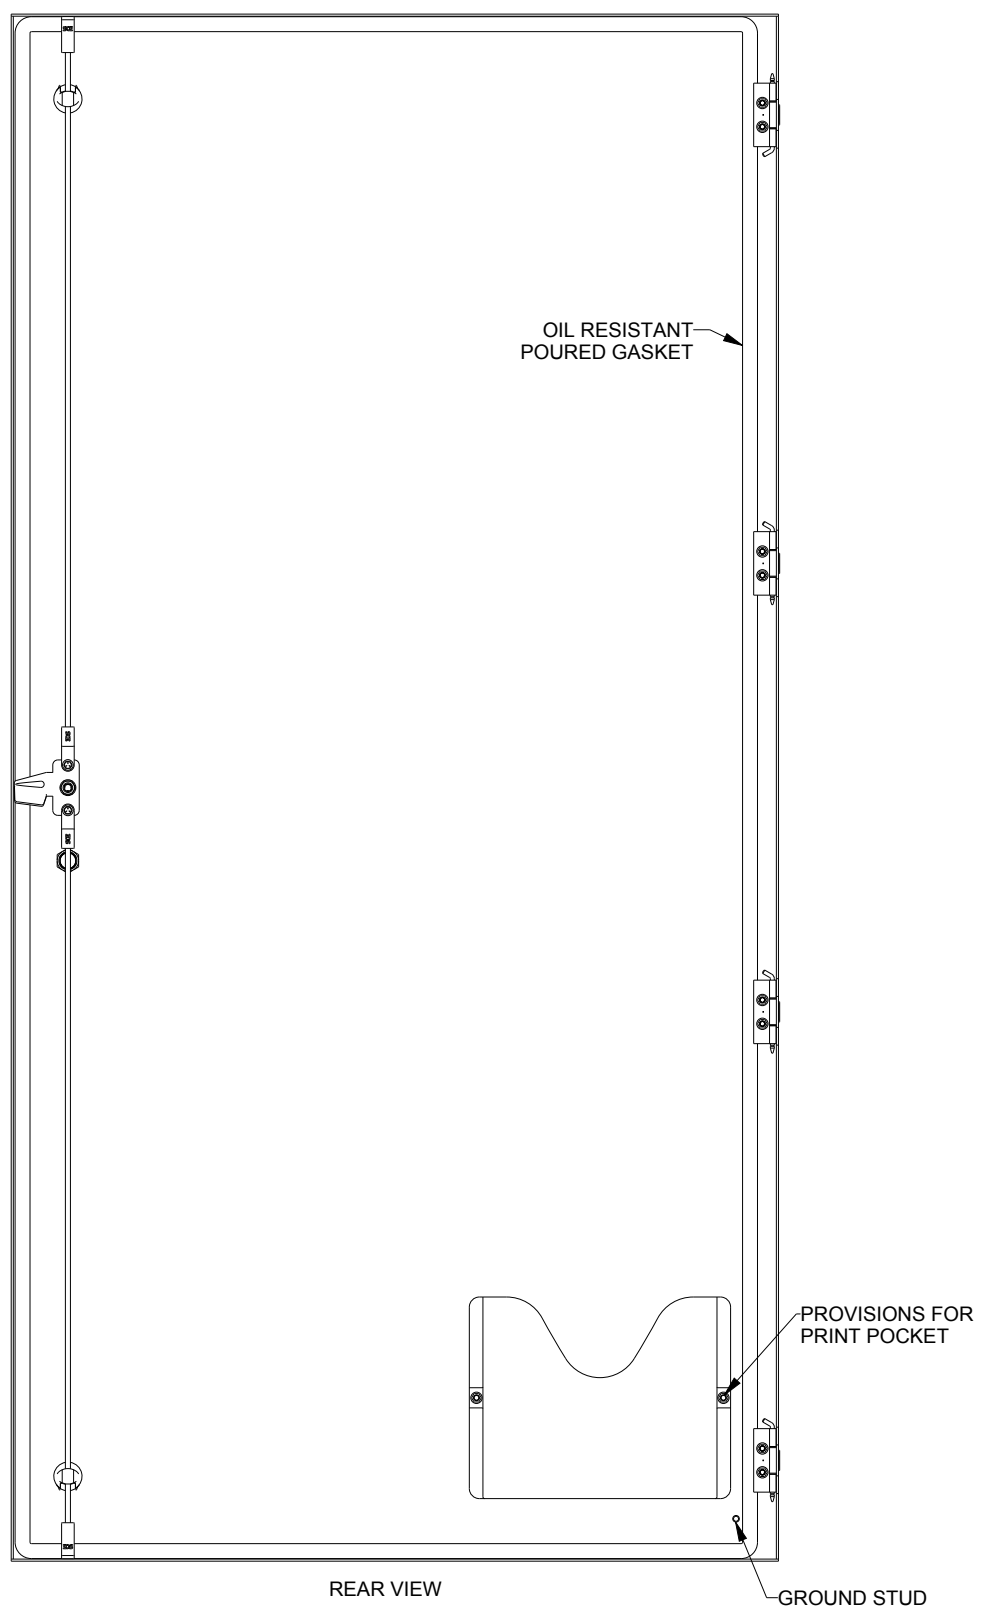 OIL RESISTANT
POURED GASKET
PROVISIONS FOR
PRINT POCKET
REAR VIEW
GROUND STUD